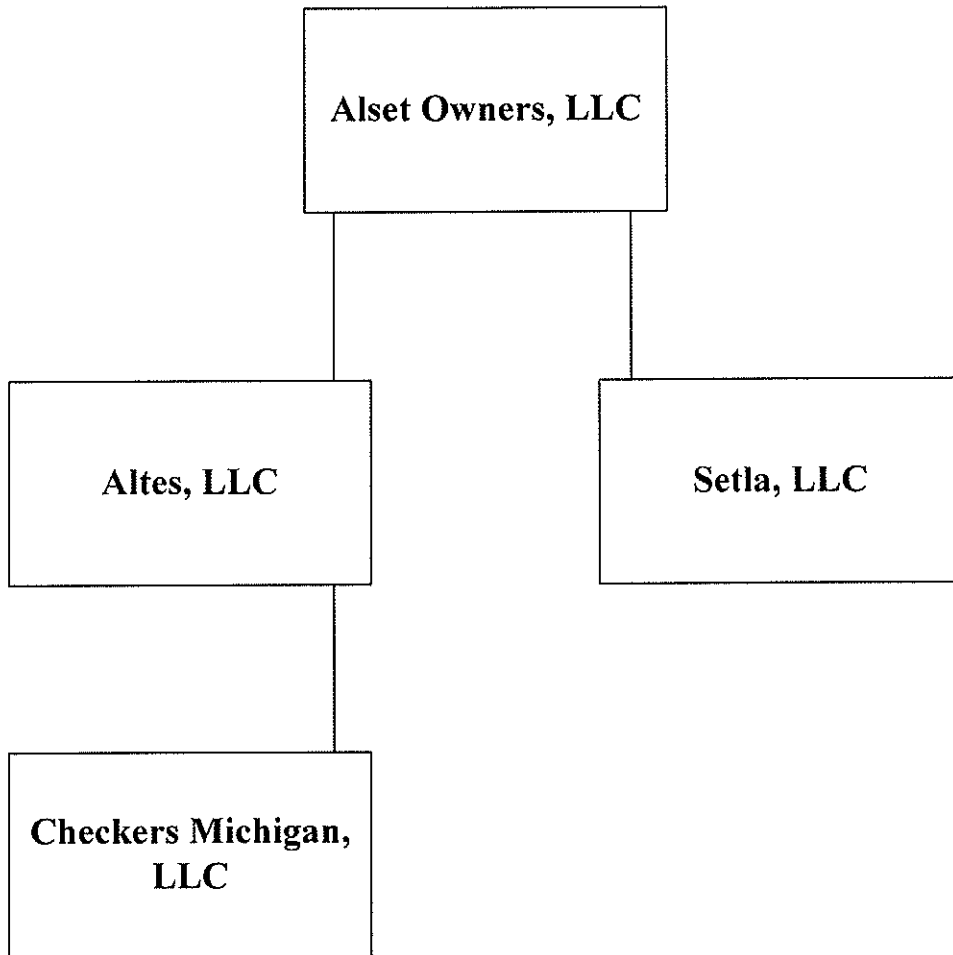 Alset Owners, LLC
Altes, LLC
Setla, LLC
Checkers Michigan,
LLC